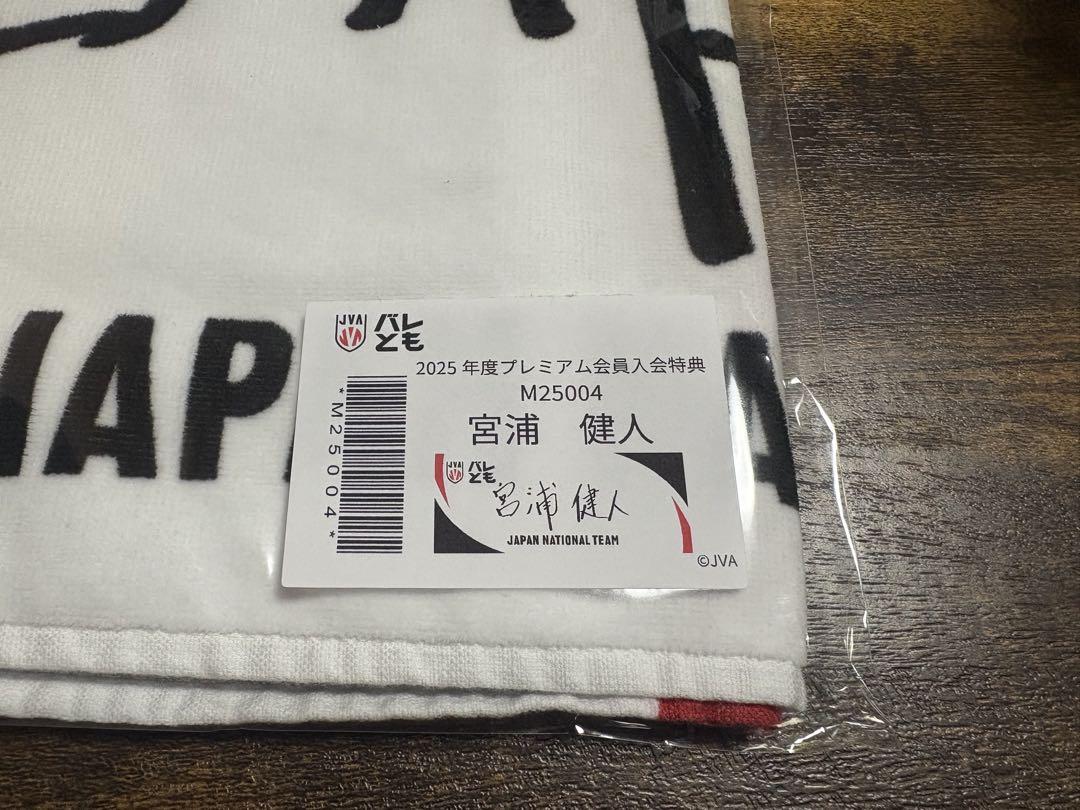 JAPA
A
JVA バレとも
2025 年度プレミアム会員入会特典
M25004
宮浦 健人
*M25004*
JVA バレとも
宮浦 健人
JAPAN NATIONAL TEAM
©JVA